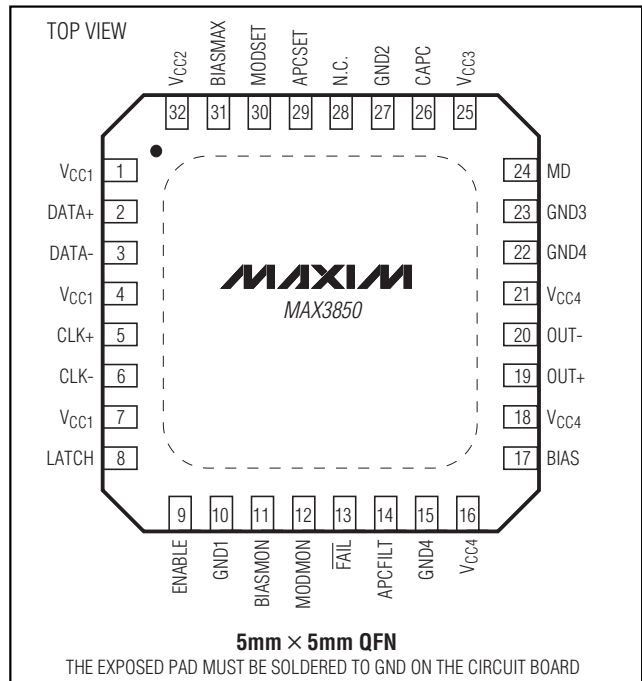 TOP VIEW
VCC2
BIASMAX
MODSET
APCSET
N.C.
GND2
CAPC
VCC3
32 31 30 29 28 27 26 25
VCC1 1
DATA+ 2
DATA- 3
VCC1 4
CLK+ 5
CLK- 6
VCC1 7
LATCH 8
MAXIM
MAX3850
24 MD
23 GND3
22 GND4
21 VCC4
20 OUT-
19 OUT+
18 VCC4
17 BIAS
9 10 11 12 13 14 15 16
ENABLE
GND1
BIASMON
MODMON
FAIL
APCFILT
GND4
VCC4
5mm × 5mm QFN
THE EXPOSED PAD MUST BE SOLDERED TO GND ON THE CIRCUIT BOARD